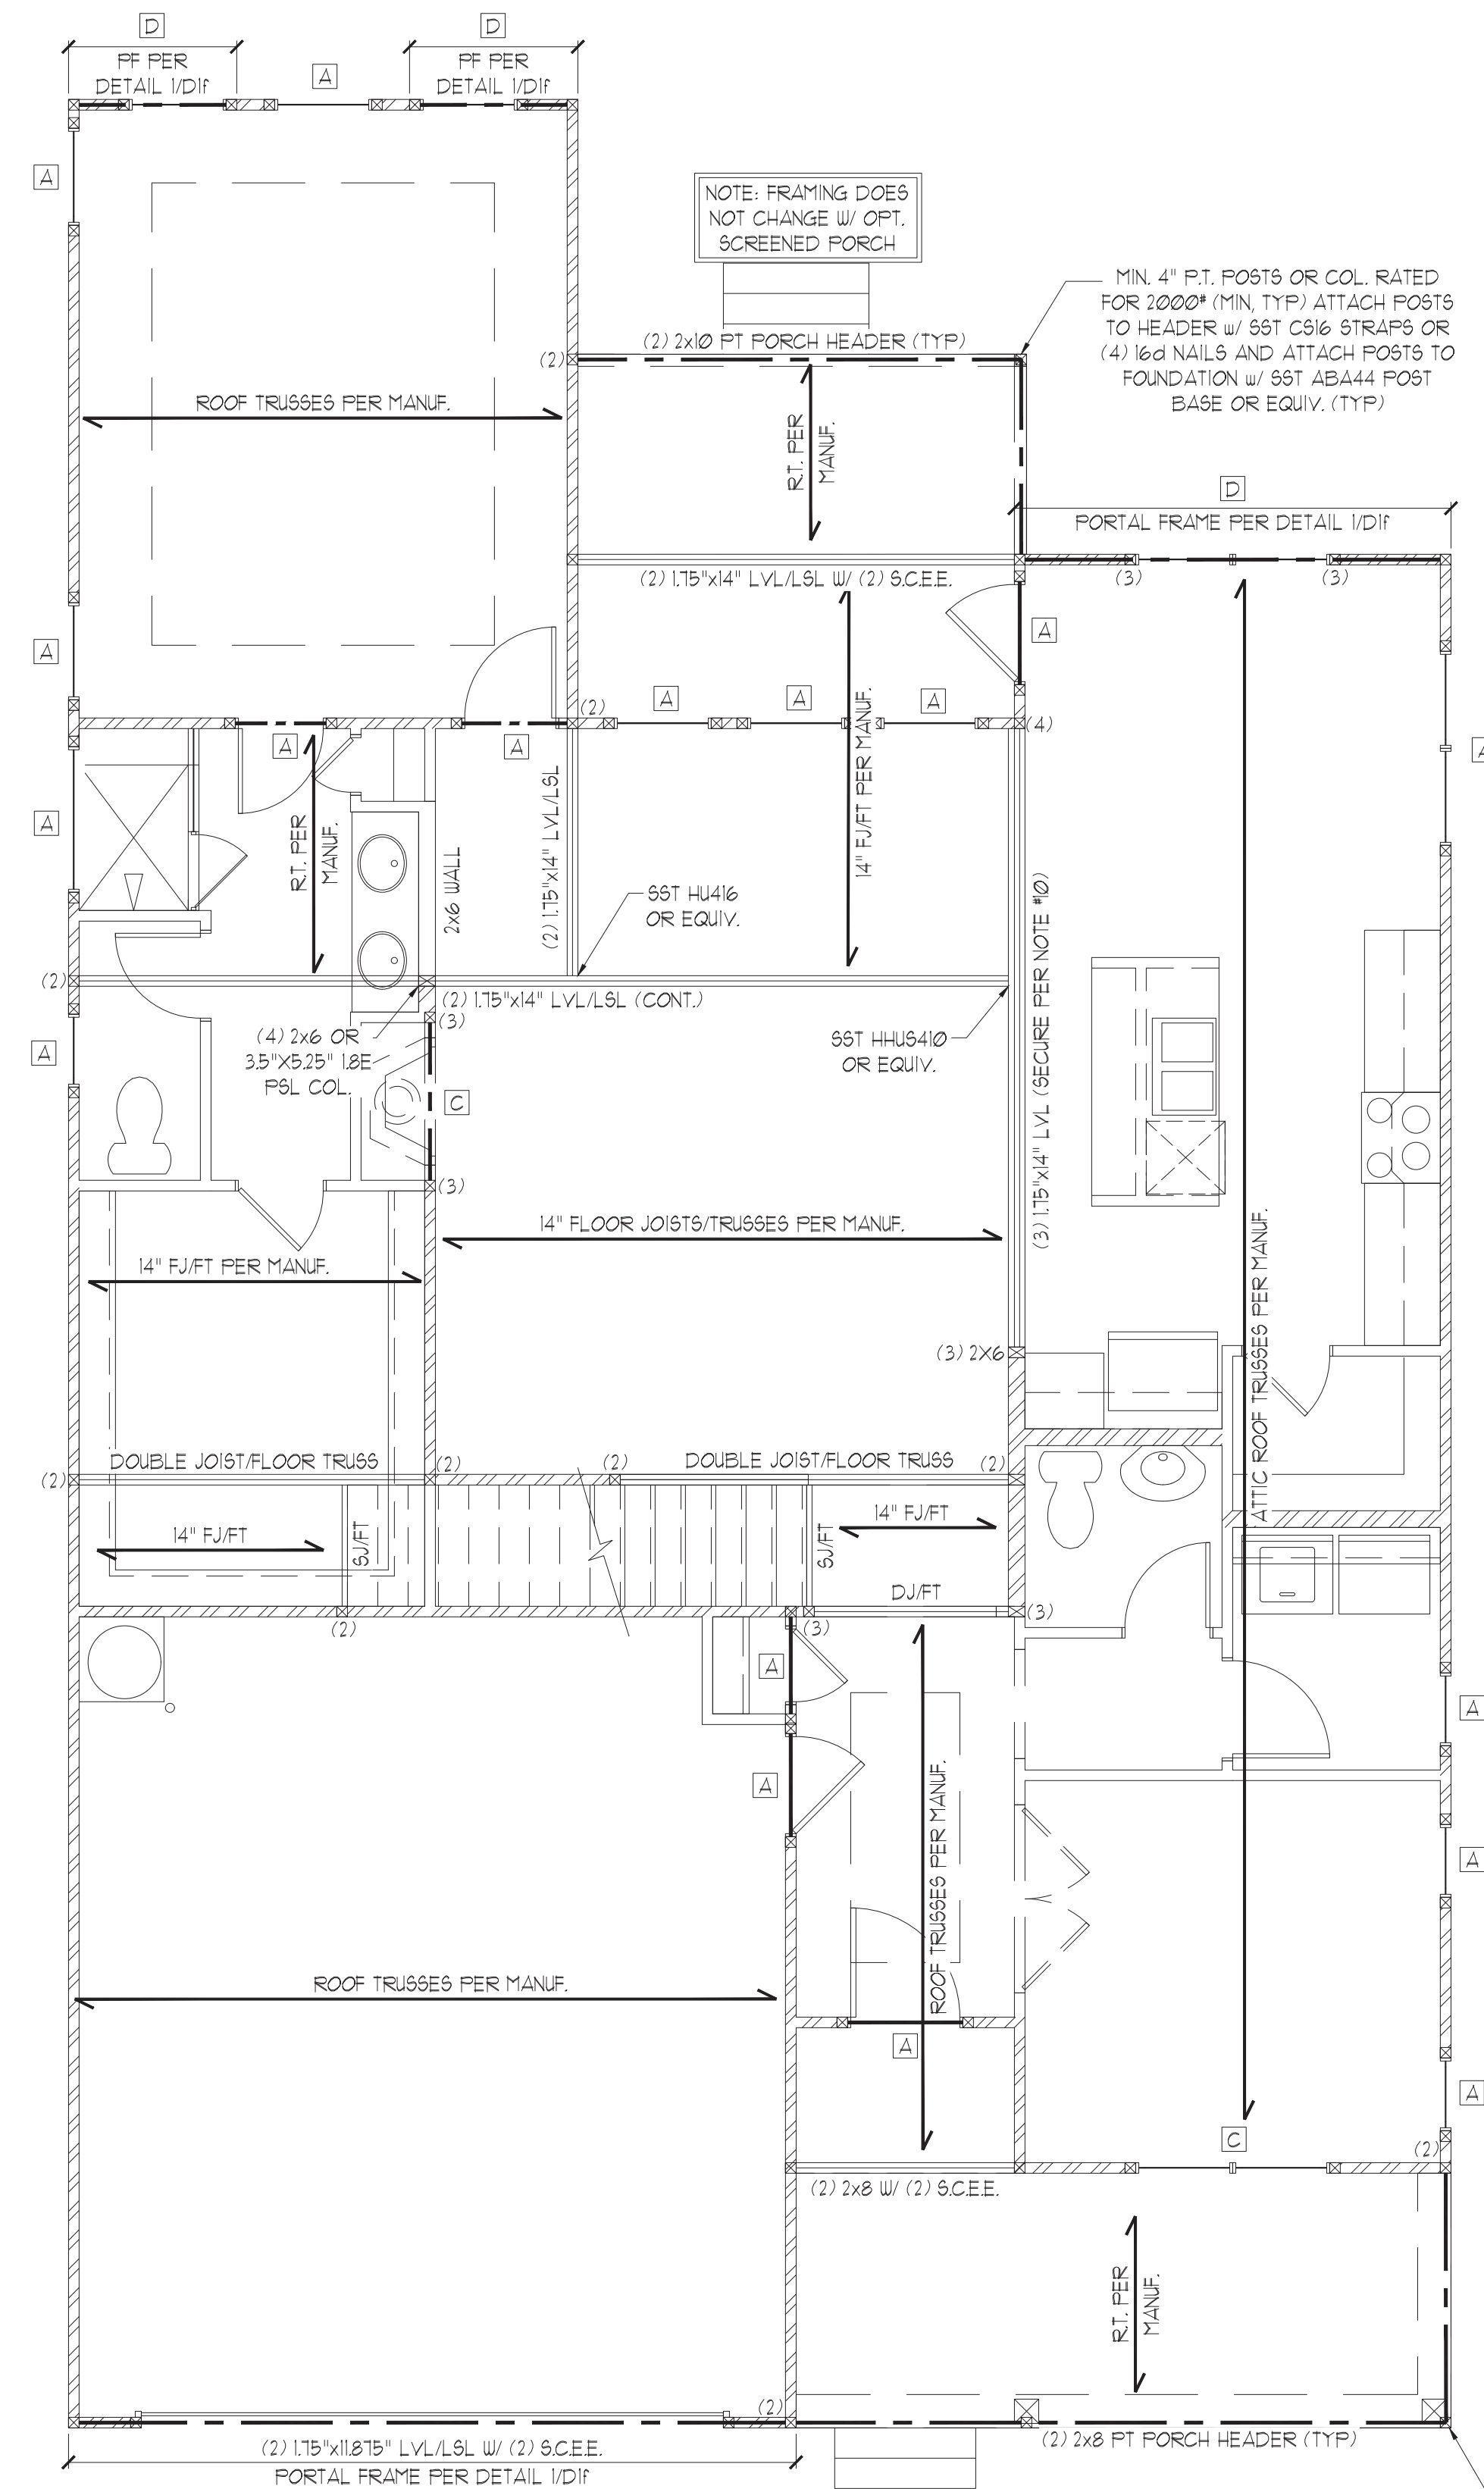 D
D
PF PER
DETAIL 1/D1f
PF PER
DETAIL 1/D1f
A
A
NOTE: FRAMING DOES
NOT CHANGE W/ OPT.
SCREENED PORCH
MIN. 4" P.T. POSTS OR COL. RATED
FOR 2000# (MIN, TYP) ATTACH POSTS
TO HEADER w/ SST CS16 STRAPS OR
(4) 16d NAILS AND ATTACH POSTS TO
FOUNDATION w/ SST ABA44 POST
BASE OR EQUIV. (TYP)
(2) 2x10 PT PORCH HEADER (TYP)
(2)
ROOF TRUSSES PER MANUF.
R.T. PER
MANUF.
D
PORTAL FRAME PER DETAIL 1/D1f
(2) 1.75"x14" LVL/LSL W/ (2) S.C.E.E.
(3)
(3)
A
A
(2)
A
A
A
(4)
A
A
A
A
R.T. PER
MANUF.
2x6 WALL
(2) 1.75"x14" LVL/LSL
14" FJ/FT PER MANUF.
SST HU416
OR EQUIV.
(3) 1.75"x14" LVL (SECURE PER NOTE #10)
(2)
(2) 1.75"x14" LVL/LSL (CONT.)
(3)
(4) 2x6 OR
3.5"X5.25" 1.8E
PSL COL.
SST HHUS410
OR EQUIV.
A
C
(3)
14" FLOOR JOISTS/TRUSSES PER MANUF.
14" FJ/FT PER MANUF.
ATTIC ROOF TRUSSES PER MANUF.
(3) 2X6
DOUBLE JOIST/FLOOR TRUSS
DOUBLE JOIST/FLOOR TRUSS
(2)
(2)
(2)
(2)
14" FJ/FT
SJ/FT
SJ/FT
14" FJ/FT
DJ/FT
(2)
(3)
(3)
A
A
A
ROOF TRUSSES PER MANUF.
A
ROOF TRUSSES PER MANUF.
A
A
C
(2)
(2) 2x8 W/ (2) S.C.E.E.
R.T. PER
MANUF.
(2)
(2) 1.75"x11.875" LVL/LSL W/ (2) S.C.E.E.
PORTAL FRAME PER DETAIL 1/D1f
(2) 2x8 PT PORCH HEADER (TYP)